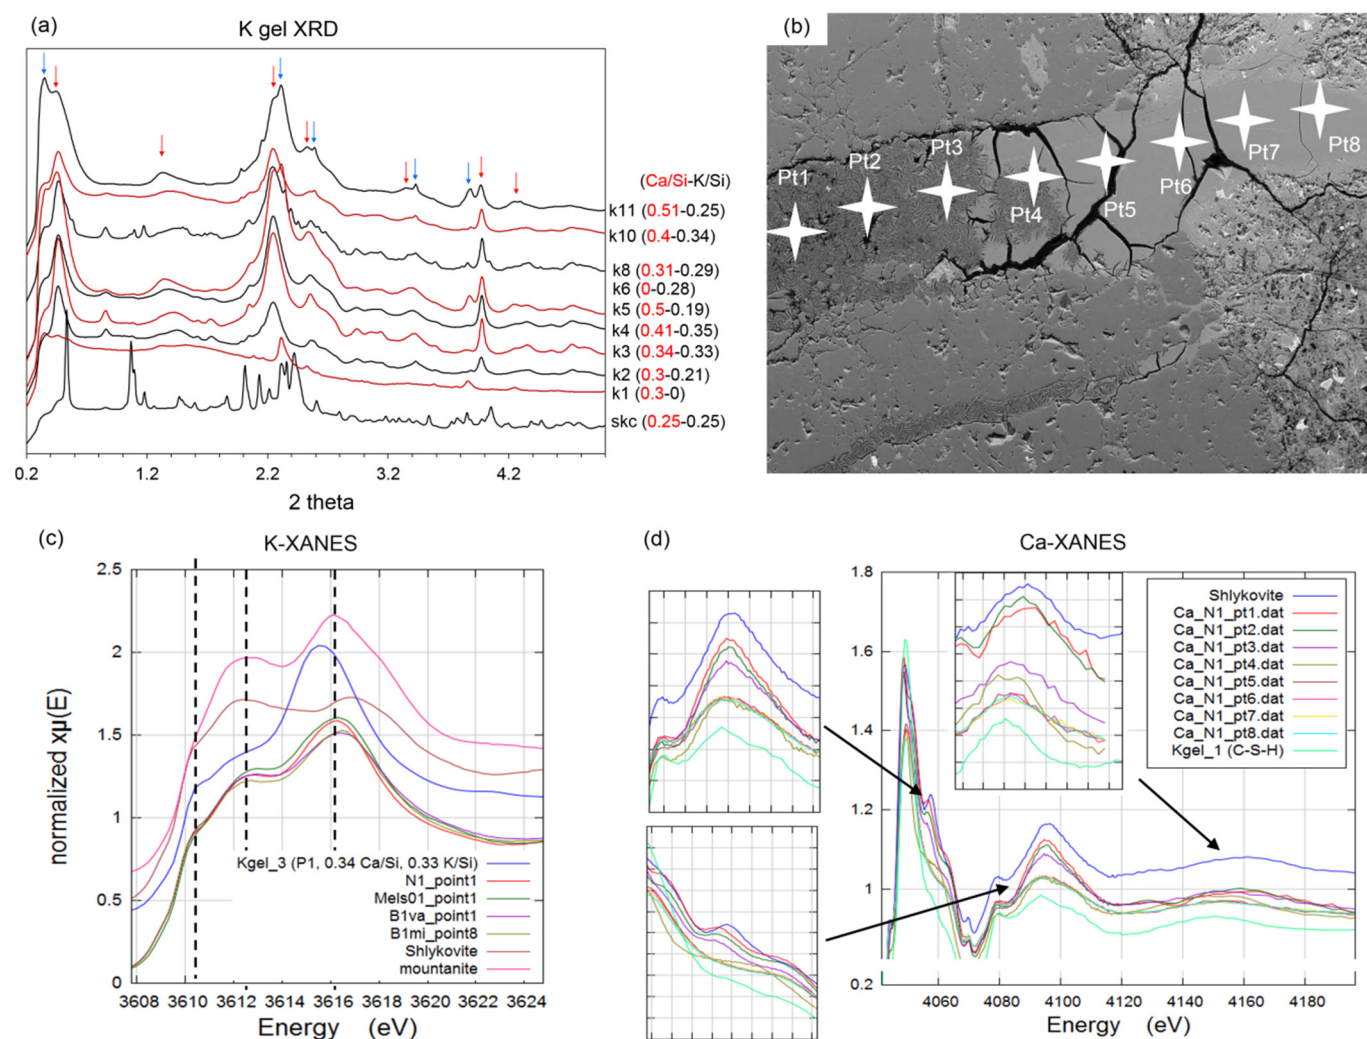 (a)
K gel XRD
(Ca/Si-K/Si)
k11 (0.51-0.25)
k10 (0.4-0.34)
k8 (0.31-0.29)
k6 (0-0.28)
k5 (0.5-0.19)
k4 (0.41-0.35)
k3 (0.34-0.33)
k2 (0.3-0.21)
k1 (0.3-0)
skc (0.25-0.25)
0.2 1.2 2.2 3.2 4.2
2 theta
(b)
Pt1
Pt2
Pt3
Pt4
Pt5
Pt6
Pt7
Pt8
(c)
K-XANES
2.5
2
1.5
1
0.5
0
normalized xμ(E)
Kgel_3 (P1, 0.34 Ca/Si, 0.33 K/Si)
N1_point1
Mels01_point1
B1va_point1
B1mi_point8
Shlykovite
mountanite
3608 3610 3612 3614 3616 3618 3620 3622 3624
Energy (eV)
(d)
Ca-XANES
1.8
1.6
1.4
1.2
1
0.2
Shlykovite
Ca_N1_pt1.dat
Ca_N1_pt2.dat
Ca_N1_pt3.dat
Ca_N1_pt4.dat
Ca_N1_pt5.dat
Ca_N1_pt6.dat
Ca_N1_pt7.dat
Ca_N1_pt8.dat
Kgel_1 (C-S-H)
4060 4080 4100 4120 4140 4160 4180
Energy (eV)